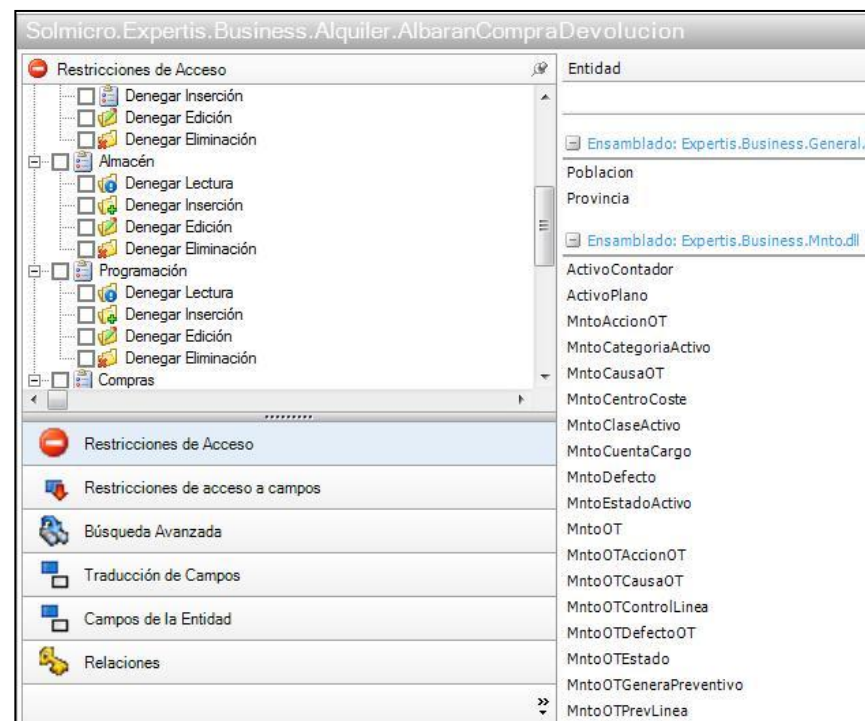 Solmicro.Expertis.Business.Alquiler.AlbaranCompraDevolucion
Restricciones de Acceso
Denegar Inserción
Denegar Edición
Denegar Eliminación
Almacén
Denegar Lectura
Denegar Inserción
Denegar Edición
Denegar Eliminación
Programación
Denegar Lectura
Denegar Inserción
Denegar Edición
Denegar Eliminación
Compras
Restricciones de Acceso
Restricciones de acceso a campos
Búsqueda Avanzada
Traducción de Campos
Campos de la Entidad
Relaciones
Entidad
Ensamblado: Expertis.Business.General.
Poblacion
Provincia
Ensamblado: Expertis.Business.Mnto.dll
ActivoContador
ActivoPlano
MntoAccionOT
MntoCategoriaActivo
MntoCausaOT
MntoCentroCoste
MntoClaseActivo
MntoCuentaCargo
MntoDefecto
MntoEstadoActivo
MntoOT
MntoOTAccionOT
MntoOTCausaOT
MntoOTControlLinea
MntoOTDefectoOT
MntoOTEstado
MntoOTGeneraPreventivo
MntoOTPrevLinea